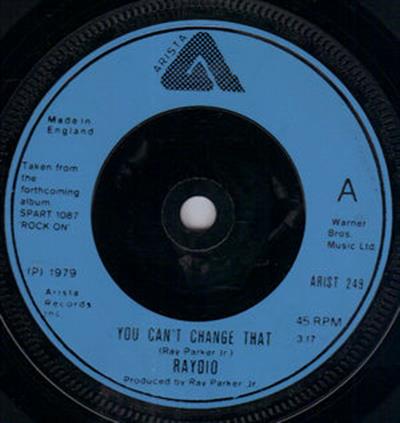 ARISTA
Made in
England
Taken from
the
forthcoming
album
SPART 1087
'ROCK ON'
(P) 1979
Arista
Records
Inc.
A
Warner
Bros.
Music Ltd.
ARIST 249
45 RPM
3.17
YOU CAN'T CHANGE THAT
(Ray Parker Jr)
RAYDIO
Produced by Ray Parker Jr.